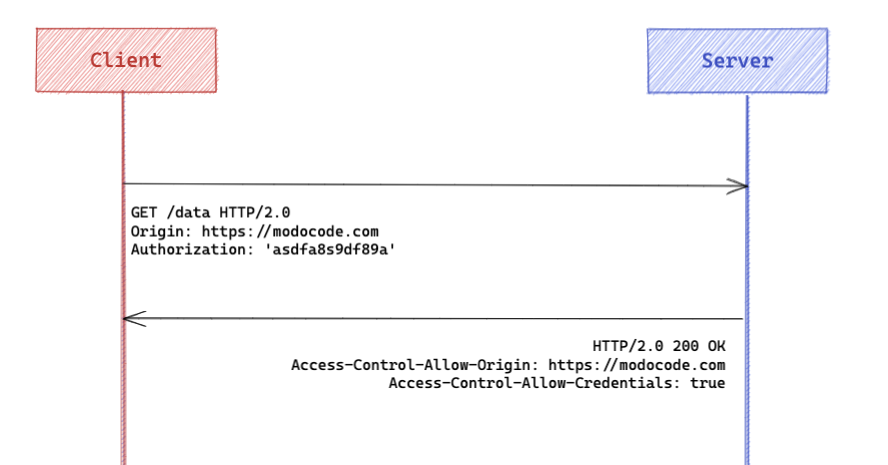 Client
Server
GET /data HTTP/2.0
Origin: https://modocode.com
Authorization: 'asdfa8s9df89a'
HTTP/2.0 200 OK
Access-Control-Allow-Origin: https://modocode.com
Access-Control-Allow-Credentials: true